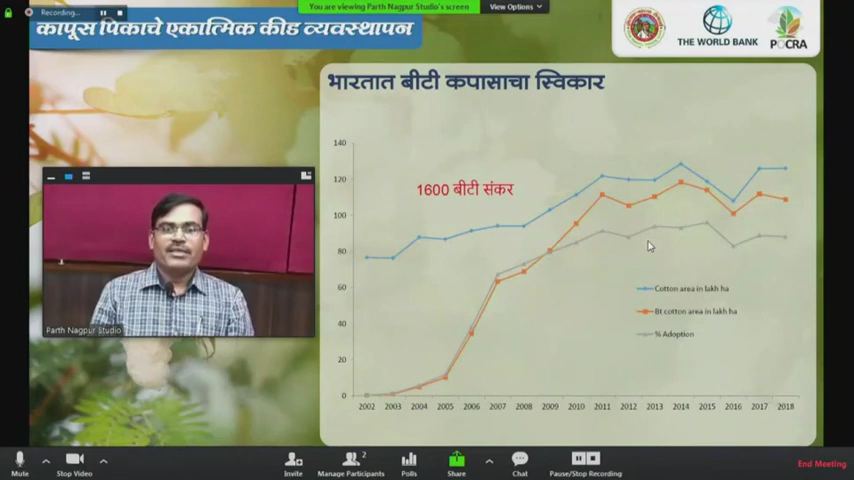 Recording...
You are viewing Parth Nagpur Studio's screen
View Options
कापूस पिकाचे एकात्मिक कीड व्यवस्थापन
THE WORLD BANK
POCRA
भारतात बीटी कपासाचा स्विकार
140
120
100
80
60
40
20
0
1600 बीटी संकर
Cotton area in lakh ha
Bt cotton area in lakh ha
% Adoption
2002 2003 2004 2005 2006 2007 2008 2009 2010 2011 2012 2013 2014 2015 2016 2017 2018
Parth Nagpur Studio
Mute
Stop Video
Invite
Manage Participants
2
Polls
Share
Chat
Pause/Stop Recording
End Meeting